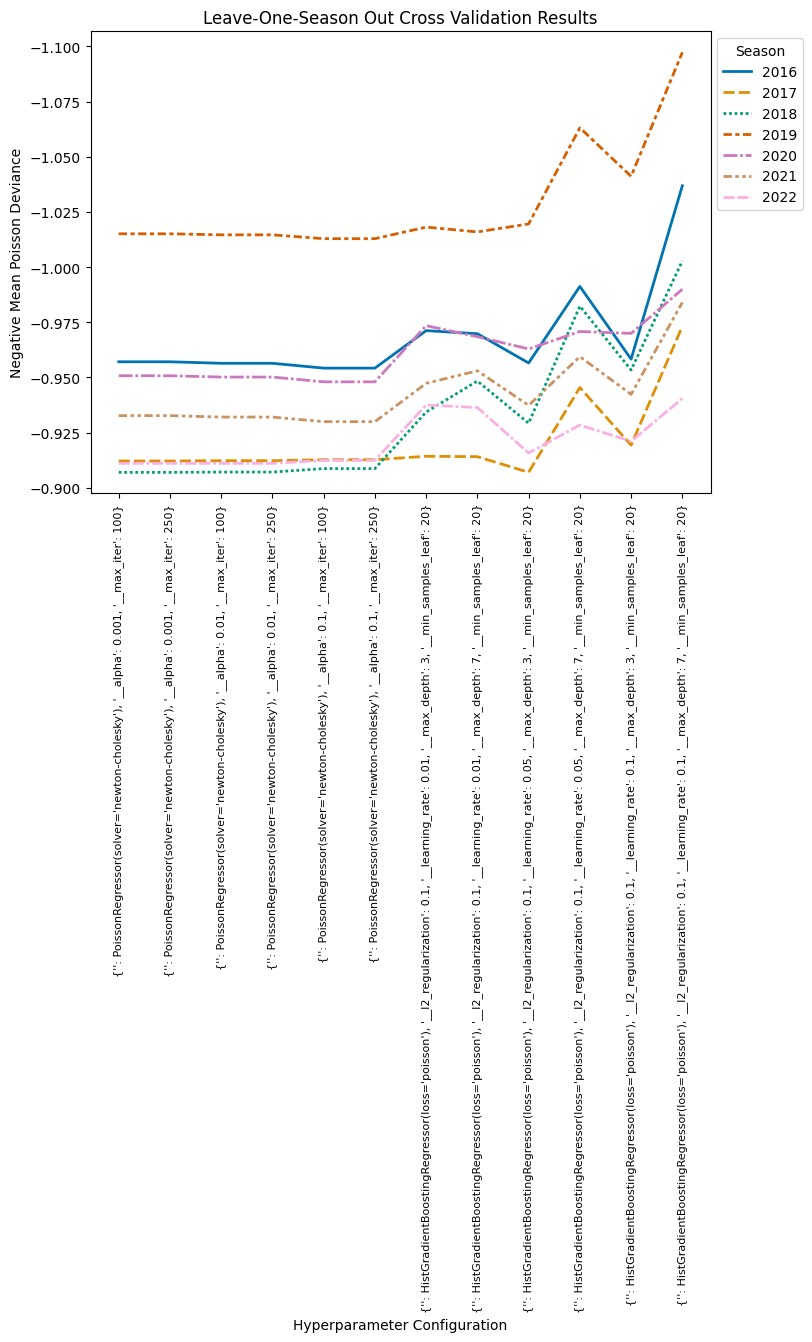 Leave-One-Season Out Cross Validation Results
Negative Mean Poisson Deviance
−1.100
−1.075
−1.050
−1.025
−1.000
−0.975
−0.950
−0.925
−0.900
Season
2016
2017
2018
2019
2020
2021
2022
{'': PoissonRegressor(solver='newton-cholesky'), '__alpha': 0.001, '__max_iter': 100}
{'': PoissonRegressor(solver='newton-cholesky'), '__alpha': 0.001, '__max_iter': 250}
{'': PoissonRegressor(solver='newton-cholesky'), '__alpha': 0.01, '__max_iter': 100}
{'': PoissonRegressor(solver='newton-cholesky'), '__alpha': 0.01, '__max_iter': 250}
{'': PoissonRegressor(solver='newton-cholesky'), '__alpha': 0.1, '__max_iter': 100}
{'': PoissonRegressor(solver='newton-cholesky'), '__alpha': 0.1, '__max_iter': 250}
{'': HistGradientBoostingRegressor(loss='poisson'), '__l2_regularization': 0.1, '__learning_rate': 0.01, '__max_depth': 3, '__min_samples_leaf': 20}
{'': HistGradientBoostingRegressor(loss='poisson'), '__l2_regularization': 0.1, '__learning_rate': 0.01, '__max_depth': 7, '__min_samples_leaf': 20}
{'': HistGradientBoostingRegressor(loss='poisson'), '__l2_regularization': 0.1, '__learning_rate': 0.05, '__max_depth': 3, '__min_samples_leaf': 20}
{'': HistGradientBoostingRegressor(loss='poisson'), '__l2_regularization': 0.1, '__learning_rate': 0.05, '__max_depth': 7, '__min_samples_leaf': 20}
{'': HistGradientBoostingRegressor(loss='poisson'), '__l2_regularization': 0.1, '__learning_rate': 0.1, '__max_depth': 3, '__min_samples_leaf': 20}
{'': HistGradientBoostingRegressor(loss='poisson'), '__l2_regularization': 0.1, '__learning_rate': 0.1, '__max_depth': 7, '__min_samples_leaf': 20}
Hyperparameter Configuration